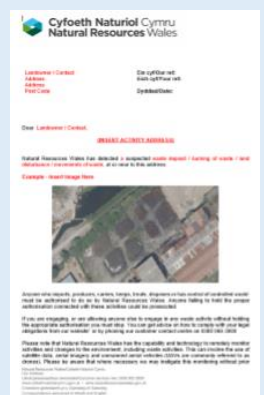 Cyfoeth Naturiol Cymru
Natural Resources Wales
Landowner / Contact.
Address
Address
Post Code
Ein cyf/Our ref:
Eich cyf/Your ref:
Dyddiad/Date:
Dear Landowner / Contact,
(INSERT ACTIVITY ADDRESS)
Natural Resources Wales has detected a suspected waste deposit / burning of waste / land
disturbance / movements of waste, at or near to this address.
Example - Insert image Here
Anyone who imports, produces, carries, keeps, treats, disposes or has control of controlled waste
must be authorised to do so by Natural Resources Wales. Anyone failing to hold the proper
authorisation connected with these activities could be prosecuted.
If you are engaging, or are allowing anyone else to engage in any waste activity without holding
the appropriate authorisation you must stop. You can get advice on how to comply with your legal
obligations from our website or by phoning our customer contact centre on 0300 065 3000
Please note that Natural Resources Wales has the capability and technology to remotely monitor
activities and changes to the environment, including waste activities. This can involve the use of
satellite data, aerial imagery, and unmanned aerial vehicles (UAVs are commonly referred to as
drones). Please be aware that where necessary we may instigate this monitoring without prior